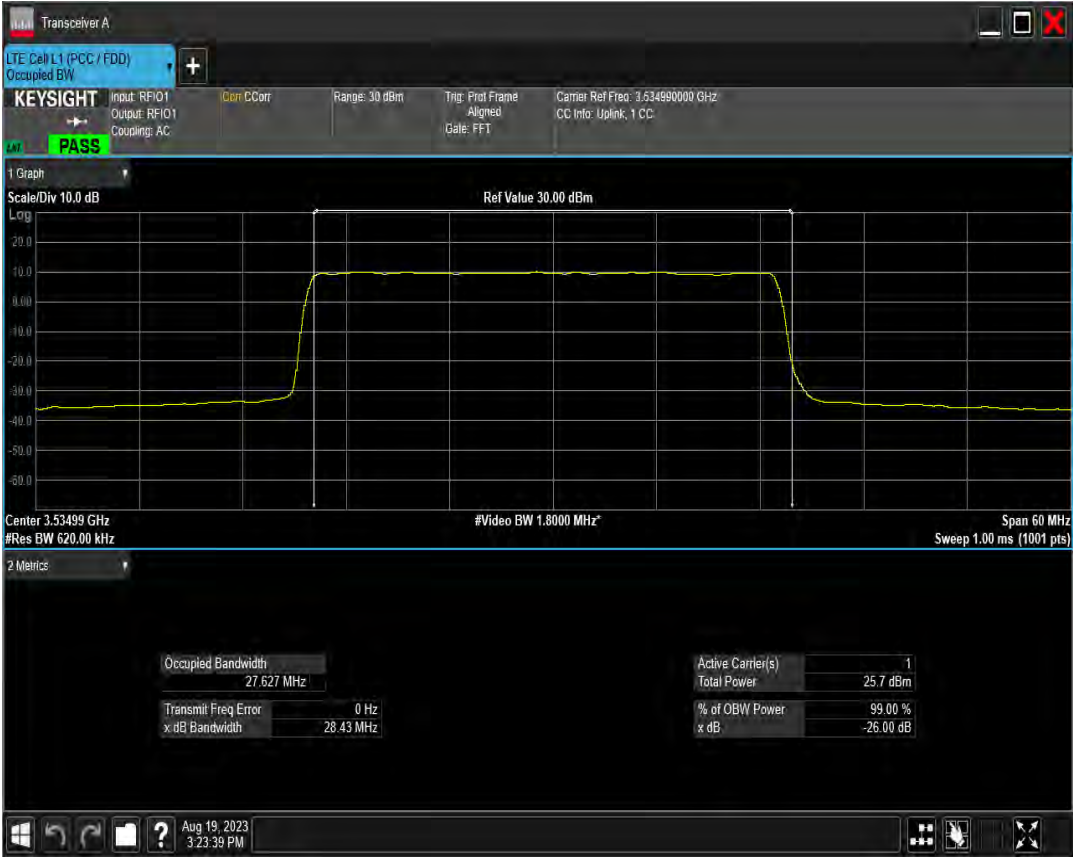 Transceiver A
LTE Cell L1 (PCC / FDD)
Occupied BW
+
KEYSIGHT
Input: RFIO1
Output: RFIO1
Coupling: AC
Corr CCorr
Range: 30 dBm
Trig: Prot Frame
Aligned
Gate: FFT
Carrier Ref Freq: 3.534990000 GHz
CC Info: Uplink, 1 CC
PASS
1 Graph
Scale/Div 10.0 dB
Ref Value 30.00 dBm
Log
20.0
10.0
0.00
-10.0
-20.0
-30.0
-40.0
-50.0
-60.0
Center 3.53499 GHz
#Video BW 1.8000 MHz*
Span 60 MHz
#Res BW 620.00 kHz
Sweep 1.00 ms (1001 pts)
2 Metrics
Occupied Bandwidth
27.627 MHz
Transmit Freq Error 0 Hz
x dB Bandwidth 28.43 MHz
Active Carrier(s) 1
Total Power 25.7 dBm
% of OBW Power 99.00 %
x dB -26.00 dB
?
Aug 19, 2023
3:23:39 PM